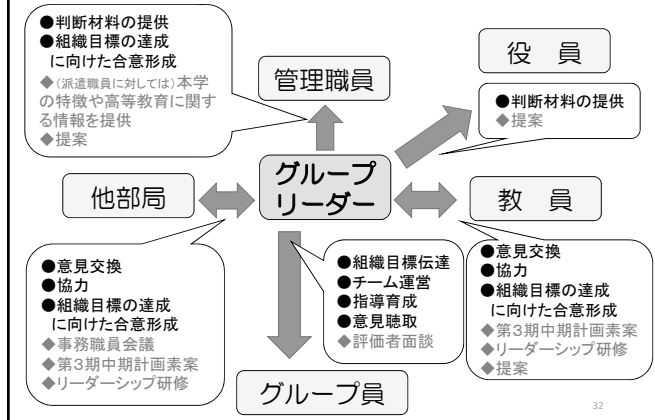 ●判断材料の提供
●組織目標の達成
に向けた合意形成
◆(派遣職員に対しては)本学
の特徴や高等教育に関す
る情報を提供
◆提案
管理職員
役　員
●判断材料の提供
◆提案
他部局
グループ
リーダー
教　員
●意見交換
●協力
●組織目標の達成
に向けた合意形成
◆事務職員会議
◆第3期中期計画素案
◆リーダーシップ研修
●組織目標伝達
●チーム運営
●指導育成
●意見聴取
◆評価者面談
●意見交換
●協力
●組織目標の達成
に向けた合意形成
◆第3期中期計画素案
◆リーダーシップ研修
◆提案
グループ員
32